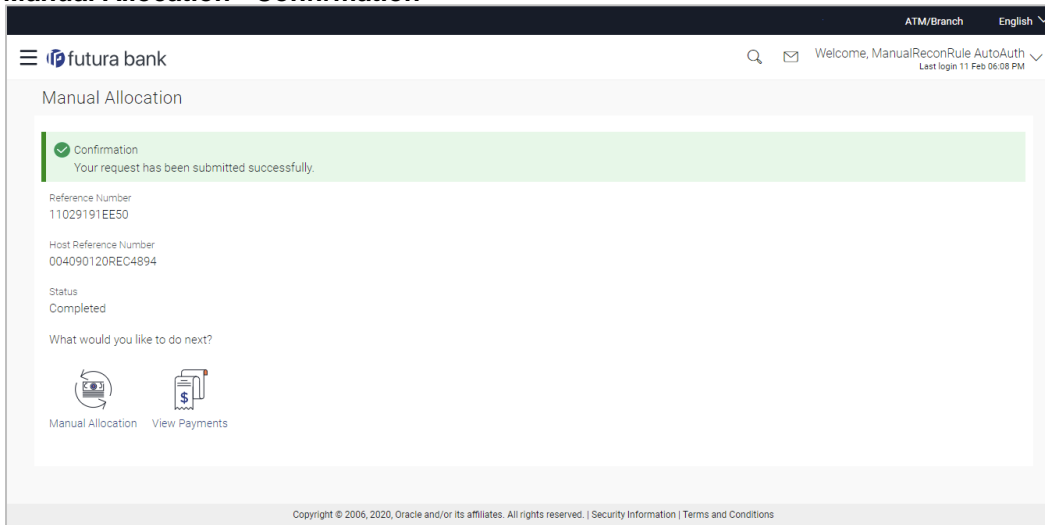 Manual Allocation - Confirmation
ATM/Branch English
futura bank
Welcome, ManualReconRule AutoAuth
Last login 11 Feb 06:08 PM
Manual Allocation
Confirmation
Your request has been submitted successfully.
Reference Number
11029191EE50
Host Reference Number
004090120REC4894
Status
Completed
What would you like to do next?
Manual Allocation View Payments
Copyright © 2006, 2020, Oracle and/or its affiliates. All rights reserved. | Security Information | Terms and Conditions